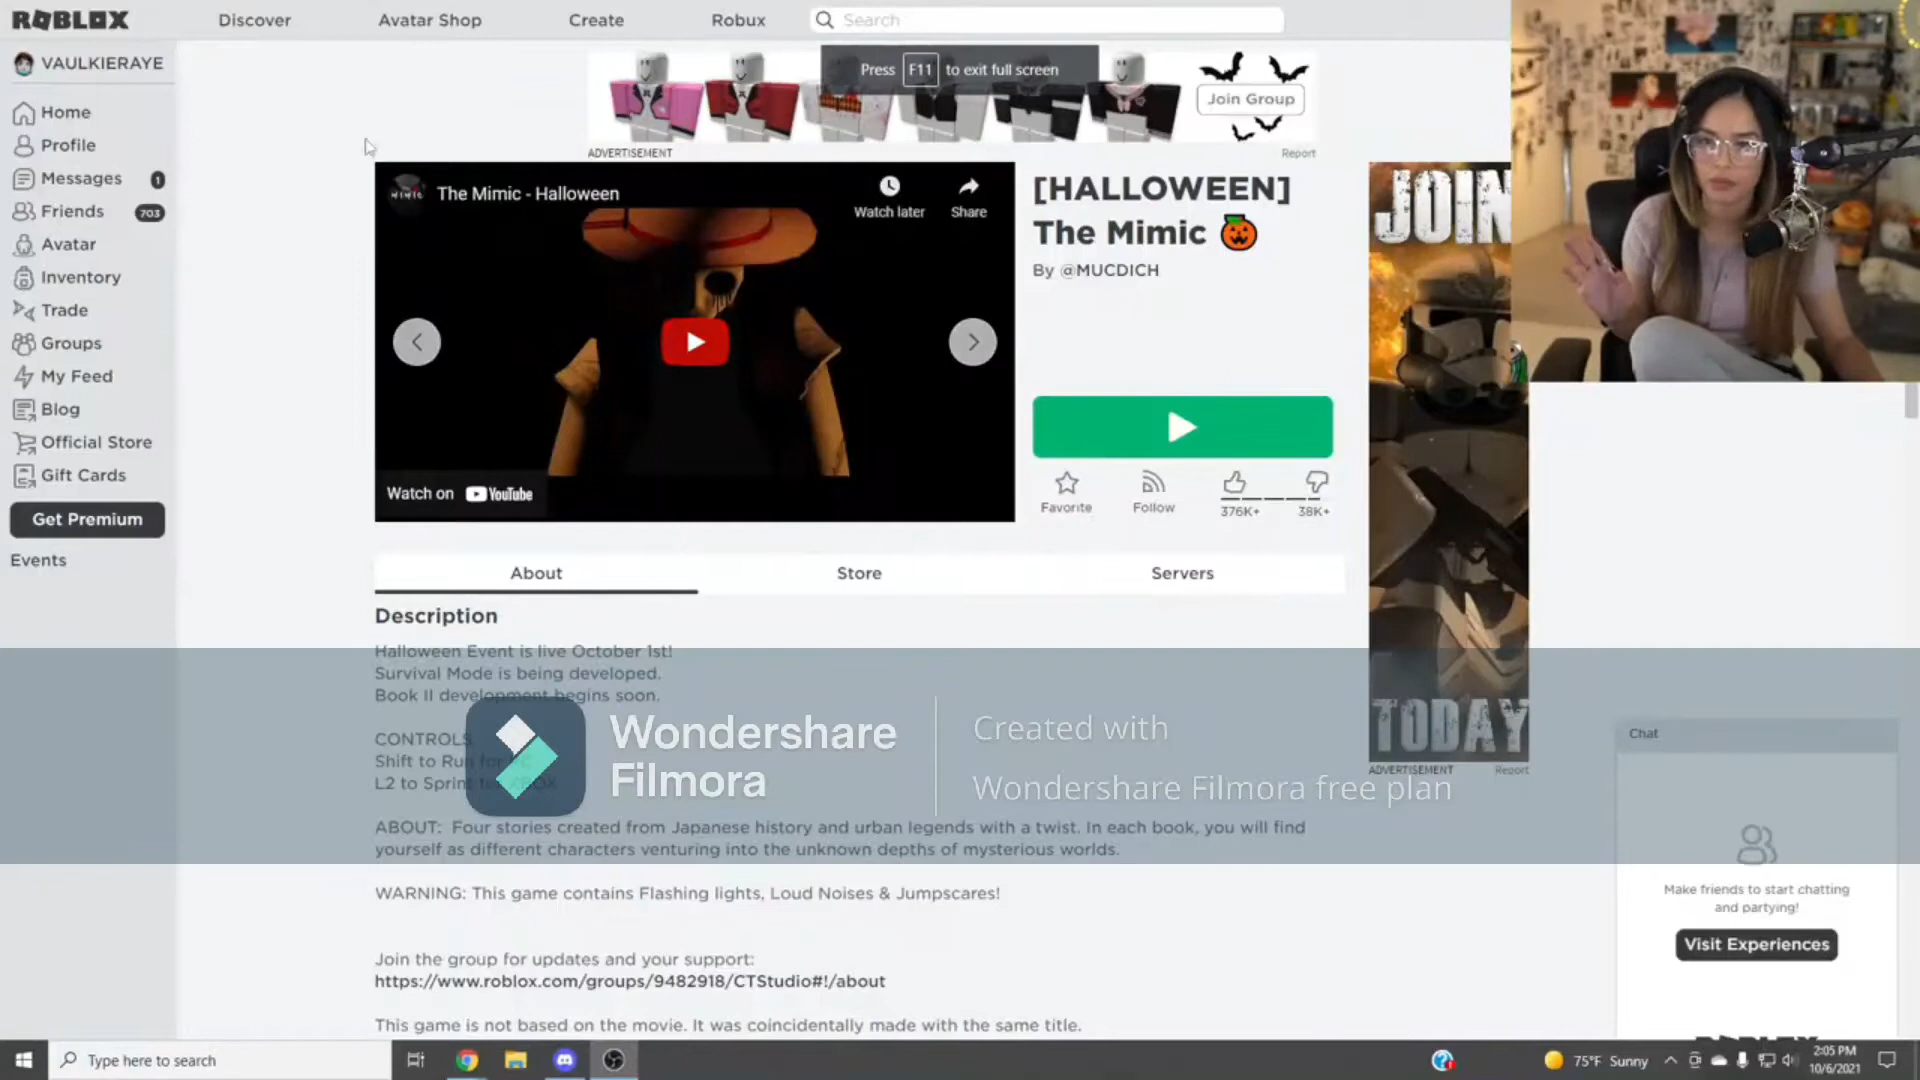 ROBLOX
Discover
Avatar Shop
Create
Robux
Search
VAULKIERAYE
Home
Profile
Messages 1
Friends 703
Avatar
Inventory
Trade
Groups
My Feed
Blog
Official Store
Gift Cards
Get Premium
Events
Press F11 to exit full screen
Join Group
ADVERTISEMENT
Report
The Mimic - Halloween
Watch later
Share
Watch on YouTube
[HALLOWEEN]
The Mimic
By @MUCDICH
Favorite
Follow
376K+
38K+
JOIN
TODAY
ADVERTISEMENT
Report
About
Store
Servers
Description
Halloween Event is live October 1st!
Survival Mode is being developed.
Book II development begins soon.
CONTROLS
Shift to Run for
L2 to Sprint for XBOX
Wondershare
Filmora
Created with
Wondershare Filmora free plan
ABOUT: Four stories created from Japanese history and urban legends with a twist. In each book, you will find
yourself as different characters venturing into the unknown depths of mysterious worlds.
WARNING: This game contains Flashing lights, Loud Noises & Jumpscares!
Join the group for updates and your support:
https://www.roblox.com/groups/9482918/CTStudio#!/about
This game is not based on the movie. It was coincidentally made with the same title.
Chat
Make friends to start chatting
and partying!
Visit Experiences
Type here to search
75°F Sunny
2:05 PM
10/6/2021